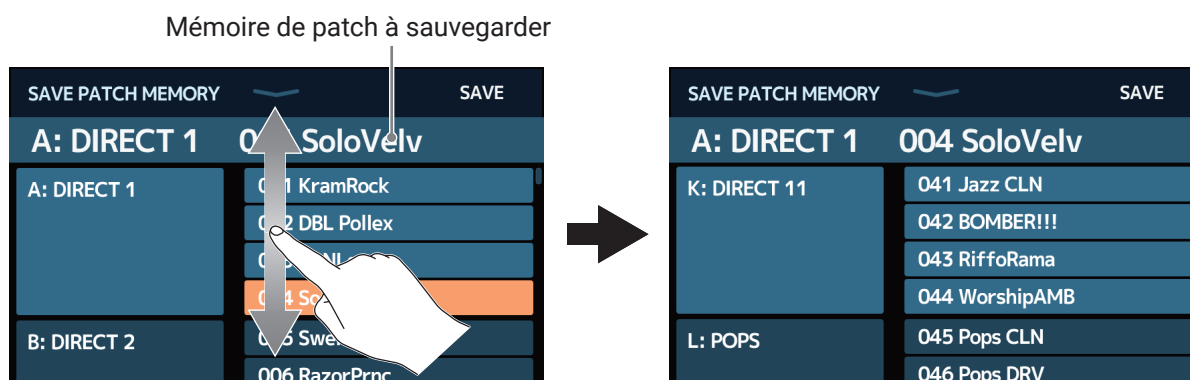 Mémoire de patch à sauvegarder
SAVE PATCH MEMORY SAVE
A: DIRECT 1 SoloVelv
A: DIRECT 1
KramRock
DBL Pollex
B: DIRECT 2
006 RazorPrnc
SAVE PATCH MEMORY SAVE
A: DIRECT 1 004 SoloVelv
K: DIRECT 11
041 Jazz CLN
042 BOMBER!!!
043 RiffoRama
044 WorshipAMB
L: POPS
045 Pops CLN
046 Pops DRV